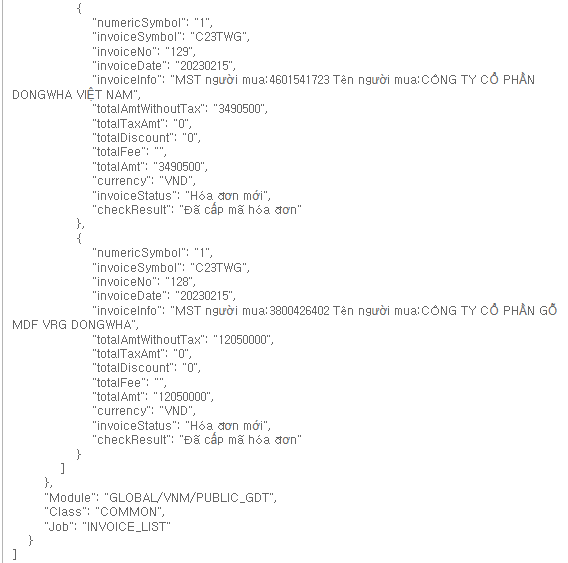 {
"numericSymbol": "1",
"invoiceSymbol": "C23TWG",
"invoiceNo": "129",
"invoiceDate": "20230215",
"invoiceInfo": "MST người mua:4601541723 Tên người mua:CÔNG TY CỔ PHẦN
DONGWHA VIỆT NAM",
"totalAmtWithoutTax": "3490500",
"totalTaxAmt": "0",
"totalDiscount": "0",
"totalFee": "",
"totalAmt": "3490500",
"currency": "VND",
"invoiceStatus": "Hóa đơn mới",
"checkResult": "Đã cấp mã hóa đơn"
},
{
"numericSymbol": "1",
"invoiceSymbol": "C23TWG",
"invoiceNo": "128",
"invoiceDate": "20230215",
"invoiceInfo": "MST người mua:3800426402 Tên người mua:CÔNG TY CỔ PHẦN GỖ
MDF VRG DONGWHA",
"totalAmtWithoutTax": "12050000",
"totalTaxAmt": "0",
"totalDiscount": "0",
"totalFee": "",
"totalAmt": "12050000",
"currency": "VND",
"invoiceStatus": "Hóa đơn mới",
"checkResult": "Đã cấp mã hóa đơn"
}
]
},
"Module": "GLOBAL/VNM/PUBLIC_GDT",
"Class": "COMMON",
"Job": "INVOICE_LIST"
}
]